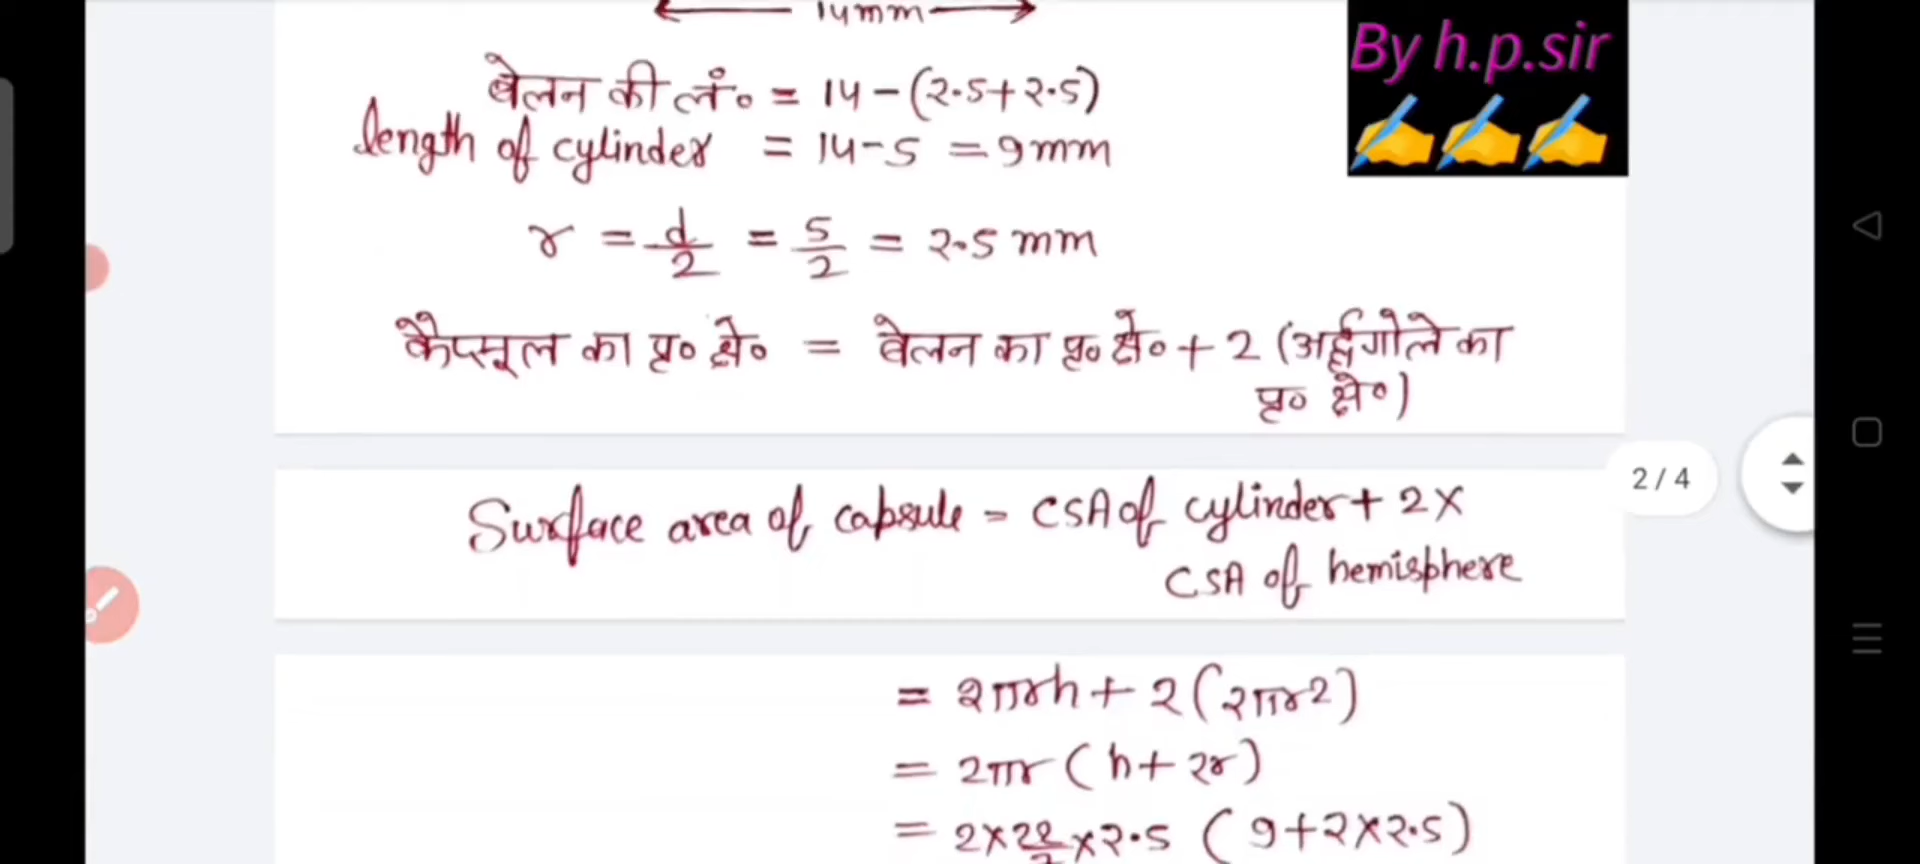 14mm
By h.p.sir
बेलन की लं० = 14 - (2.5+2.5)
length of cylinder = 14-5 = 9mm
r = d/2 = 5/2 = 2.5 mm
कैप्सूल का पृ० क्षे० = बेलन का पृ० क्षे० + 2 (अर्द्धगोले का
पृ० क्षे०)
2/4
Surface area of capsule = CSA of cylinder + 2x
CSA of hemisphere
= 2πrh + 2(2πr2)
= 2πr (h+2r)
= 2×22/7×2.5 (9+2×2.5)